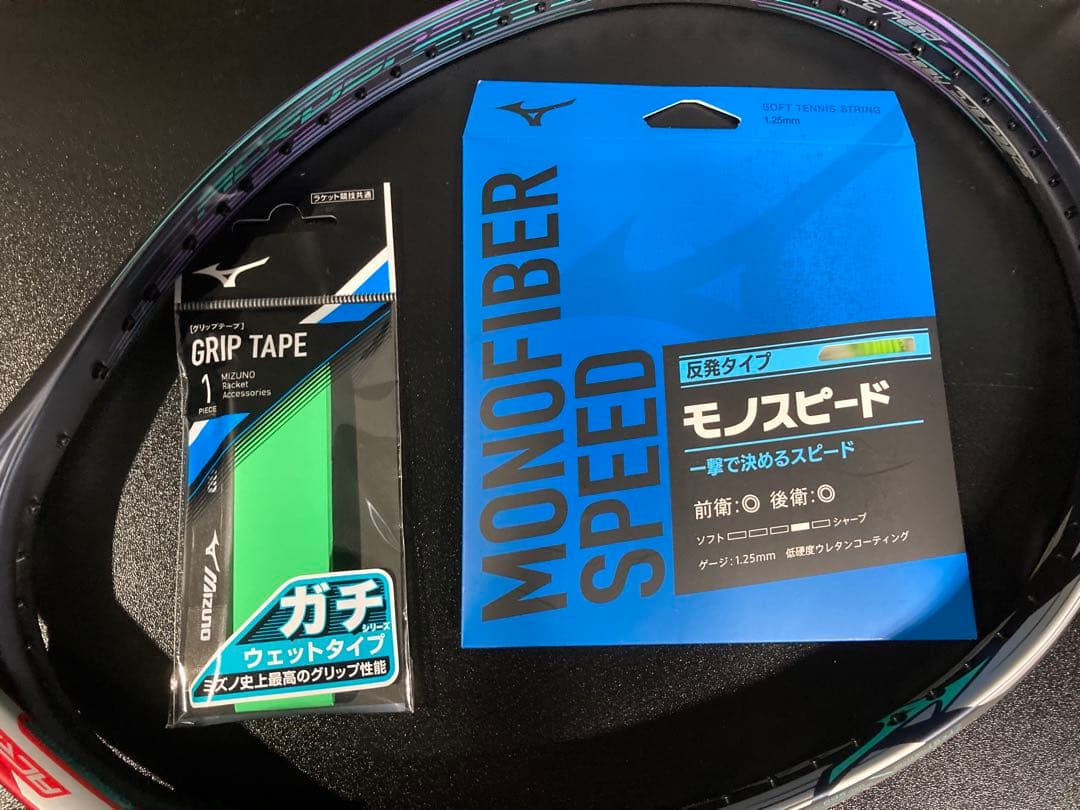 ラケット競技共通
[グリップテープ]
GRIP TAPE
1
PIECE
MIZUNO
Racket
Accessories
MIZUNO
ガチ
シリーズ
ウェットタイプ
ミズノ史上最高のグリップ性能
SOFT TENNIS STRING
1.25mm
MONOFIBER
SPEED
反発タイプ
モノスピード
一撃で決めるスピード
前衛:◎ 後衛:◎
ソフト シャープ
ゲージ:1.25mm 低硬度ウレタンコーティング